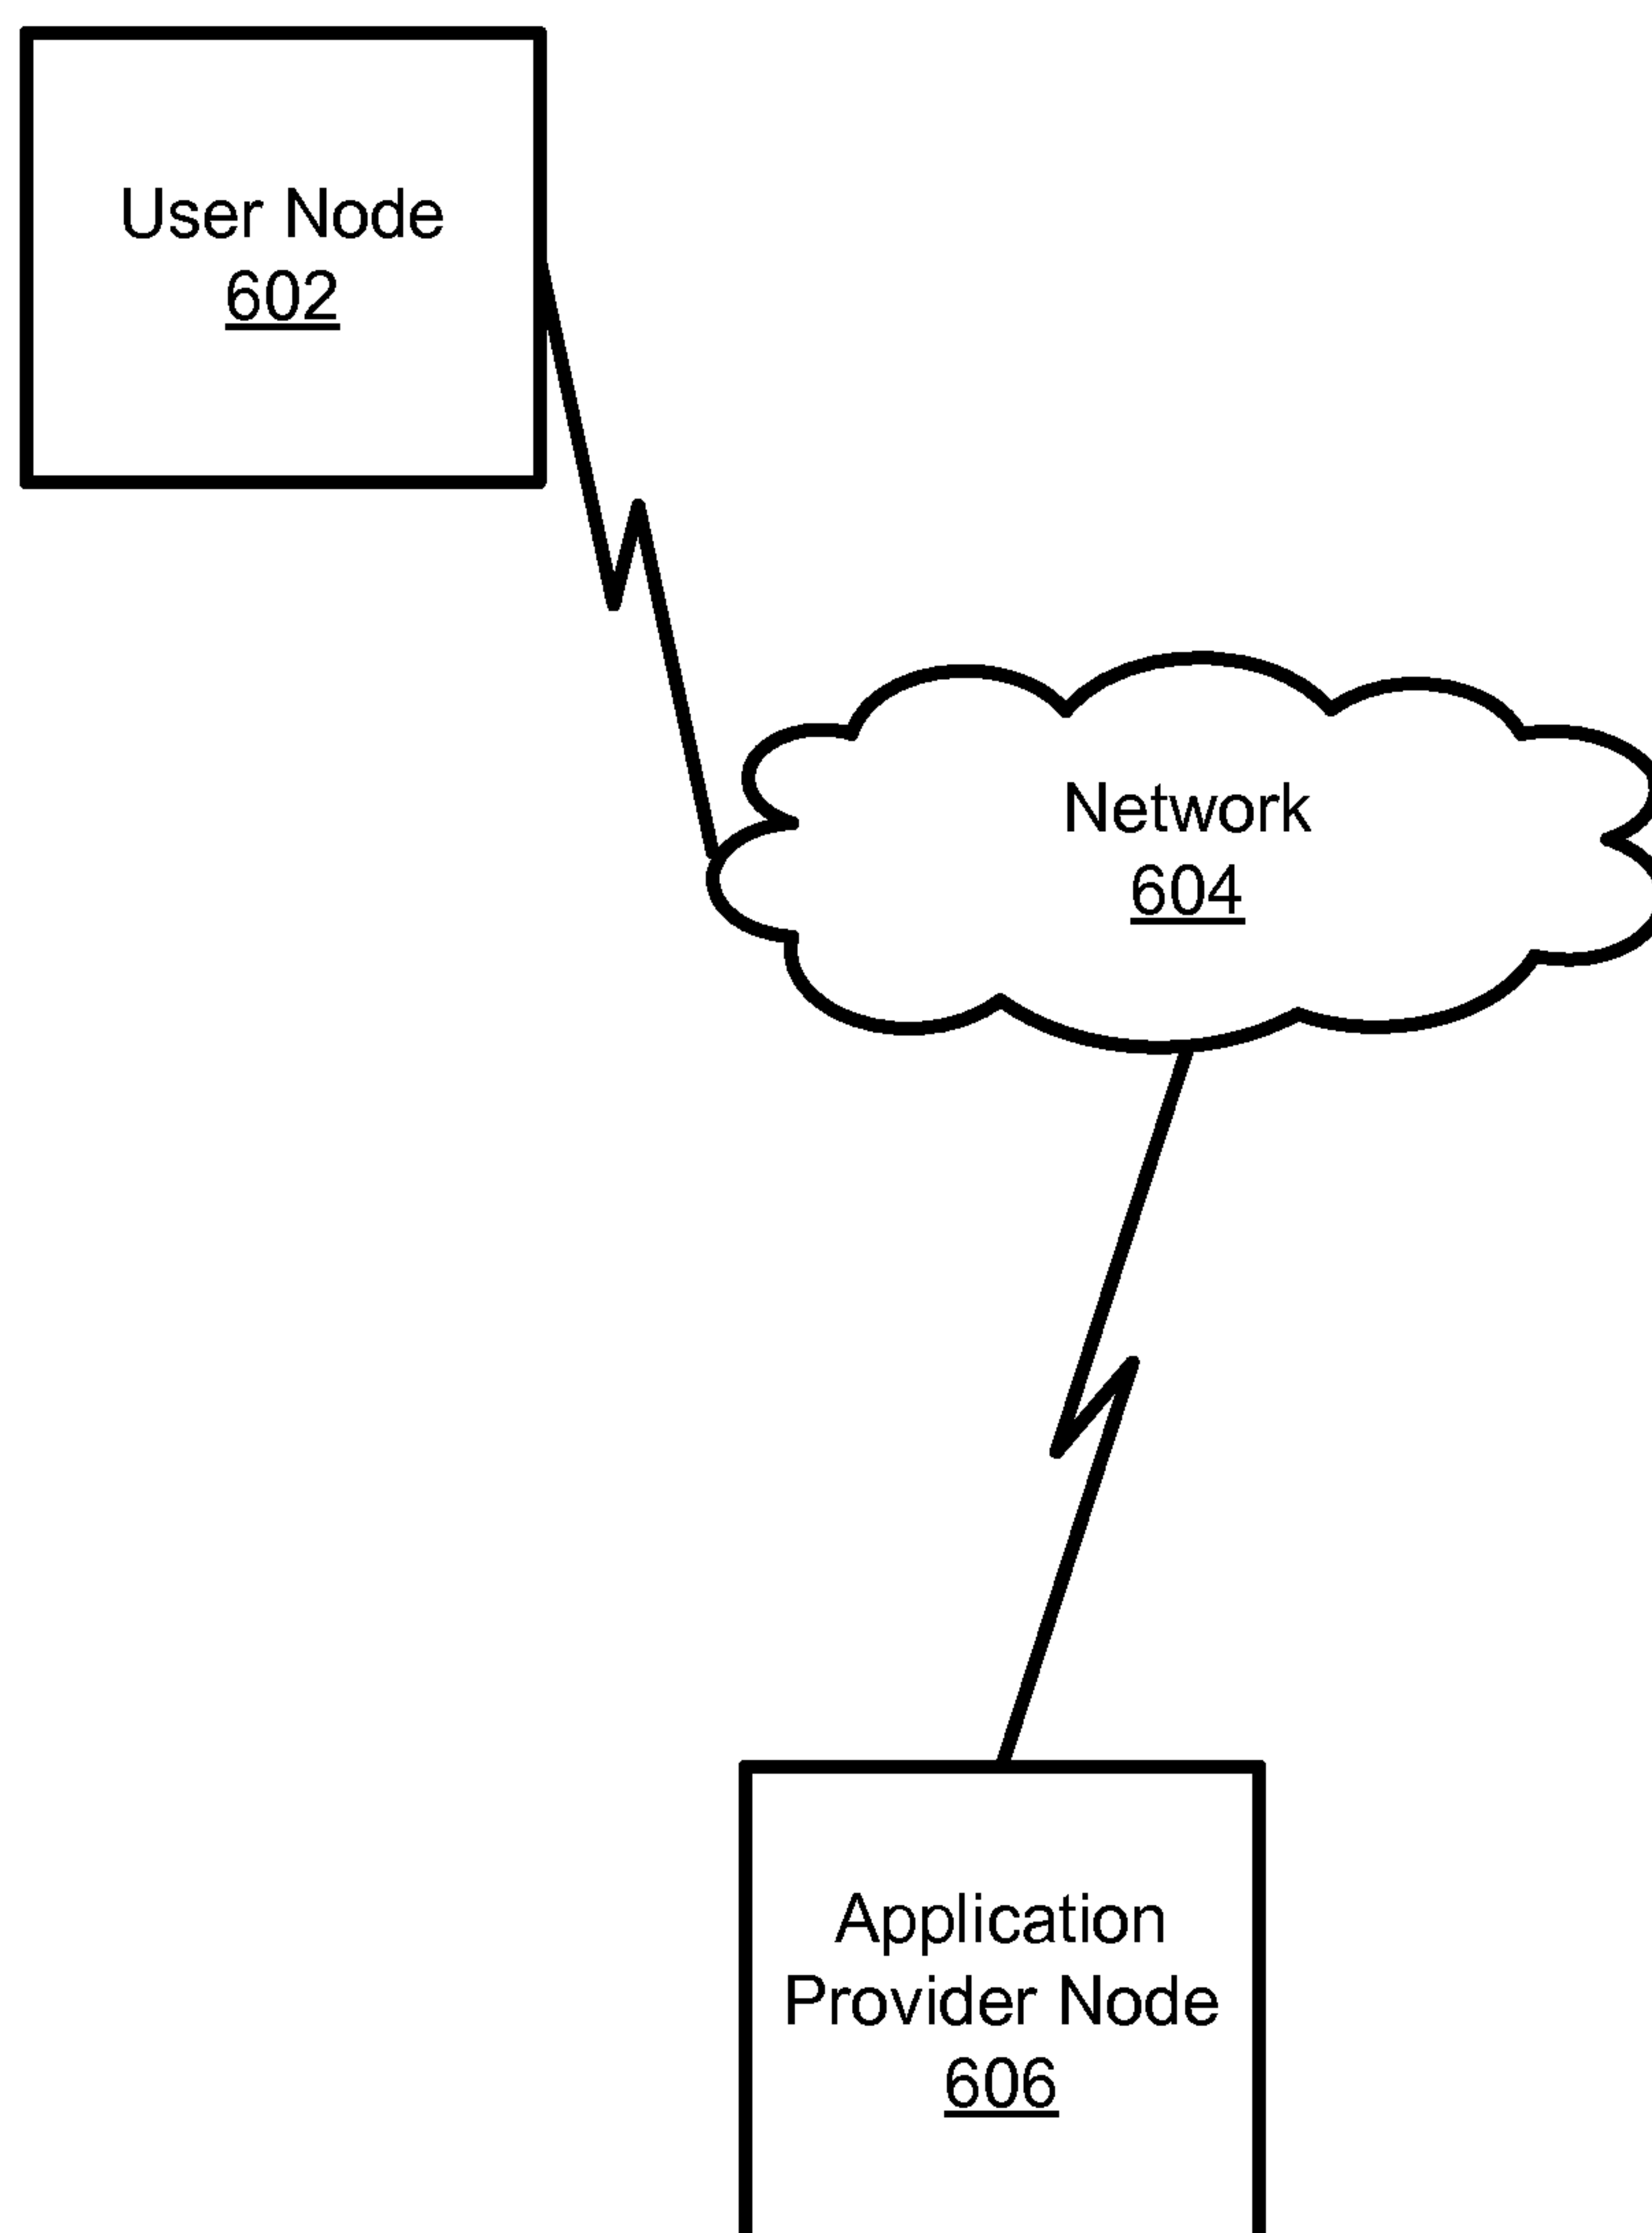 User Node
602
Network
604
Application
Provider Node
606